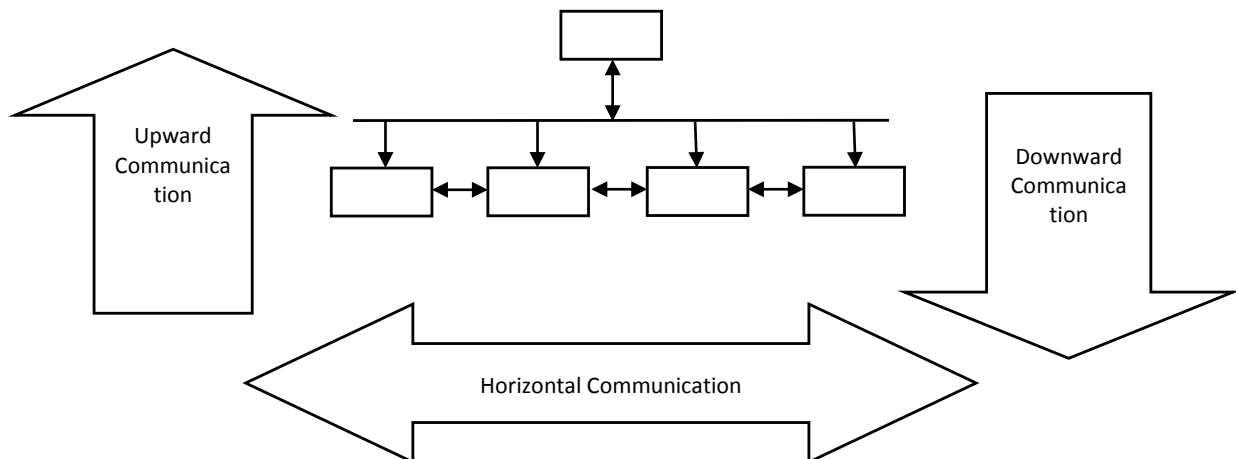 Upward
Communica
tion
Downward
Communica
tion
Horizontal Communication